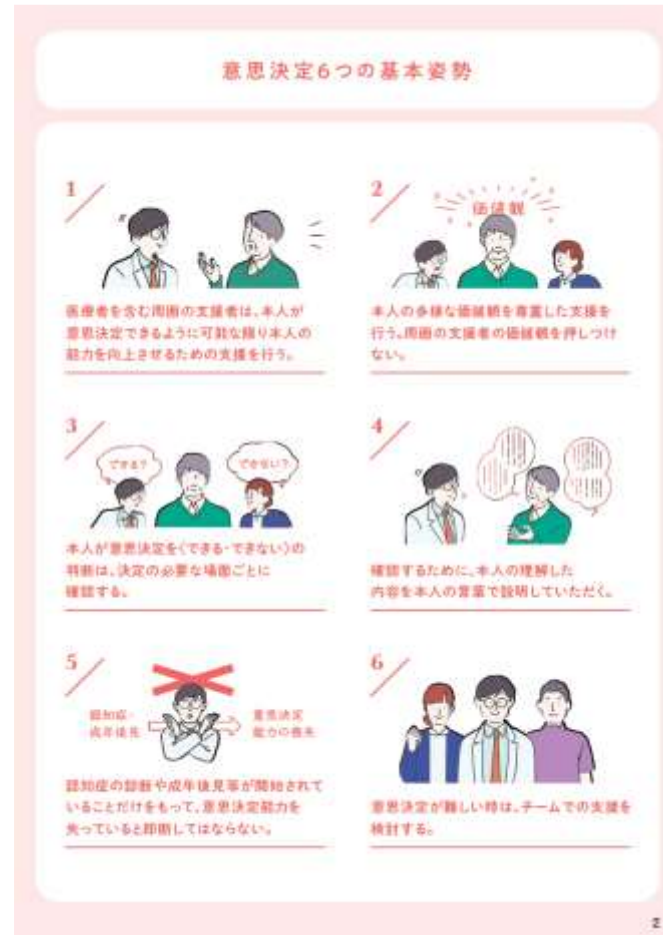 意思決定6つの基本姿勢
1
医療者を含む周囲の支援者は、本人が
意思決定できるように可能な限り本人の
能力を向上させるための支援を行う。
2
価値観
本人の多様な価値観を尊重した支援を
行う。周囲の支援者の価値観を押しつけ
ない。
3
できる?
できない?
本人が意思決定を〈できる・できない〉の
判断は、決定の必要な場面ごとに
確認する。
4
確認するために、本人の理解した
内容を本人の言葉で説明していただく。
5
認知症・
成年後見
意思決定
能力の喪失
認知症の診断や成年後見等が開始されて
いることだけをもって、意思決定能力を
失っていると即断してはならない。
6
意思決定が難しい時は、チームでの支援を
検討する。
2